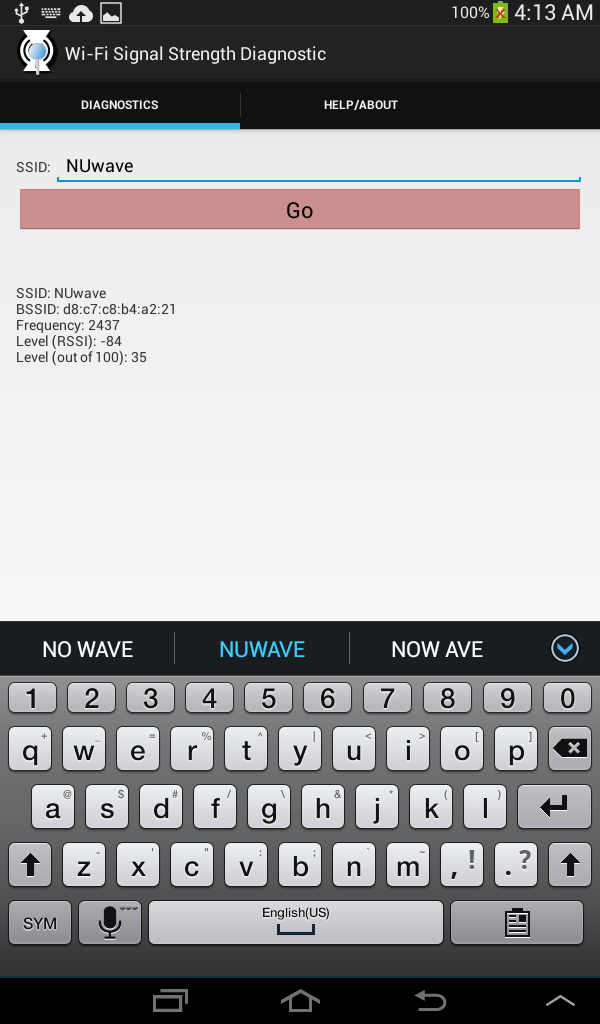 100% 4:13 AM
Wi-Fi Signal Strength Diagnostic
DIAGNOSTICS HELP/ABOUT
SSID: NUwave
Go
SSID: NUwave
BSSID: d8:c7:c8:b4:a2:21
Frequency: 2437
Level (RSSI): -84
Level (out of 100): 35
NO WAVE NUWAVE NOW AVE
1 2 3 4 5 6 7 8 9 0
q + w _ e = r % t ^ y | u < i > o [ p ]
a @ s $ d # f / g \ h & j * k ( l )
z - x ' c " v : b ; n ` m ~ , ! . ?
SYM English(US)